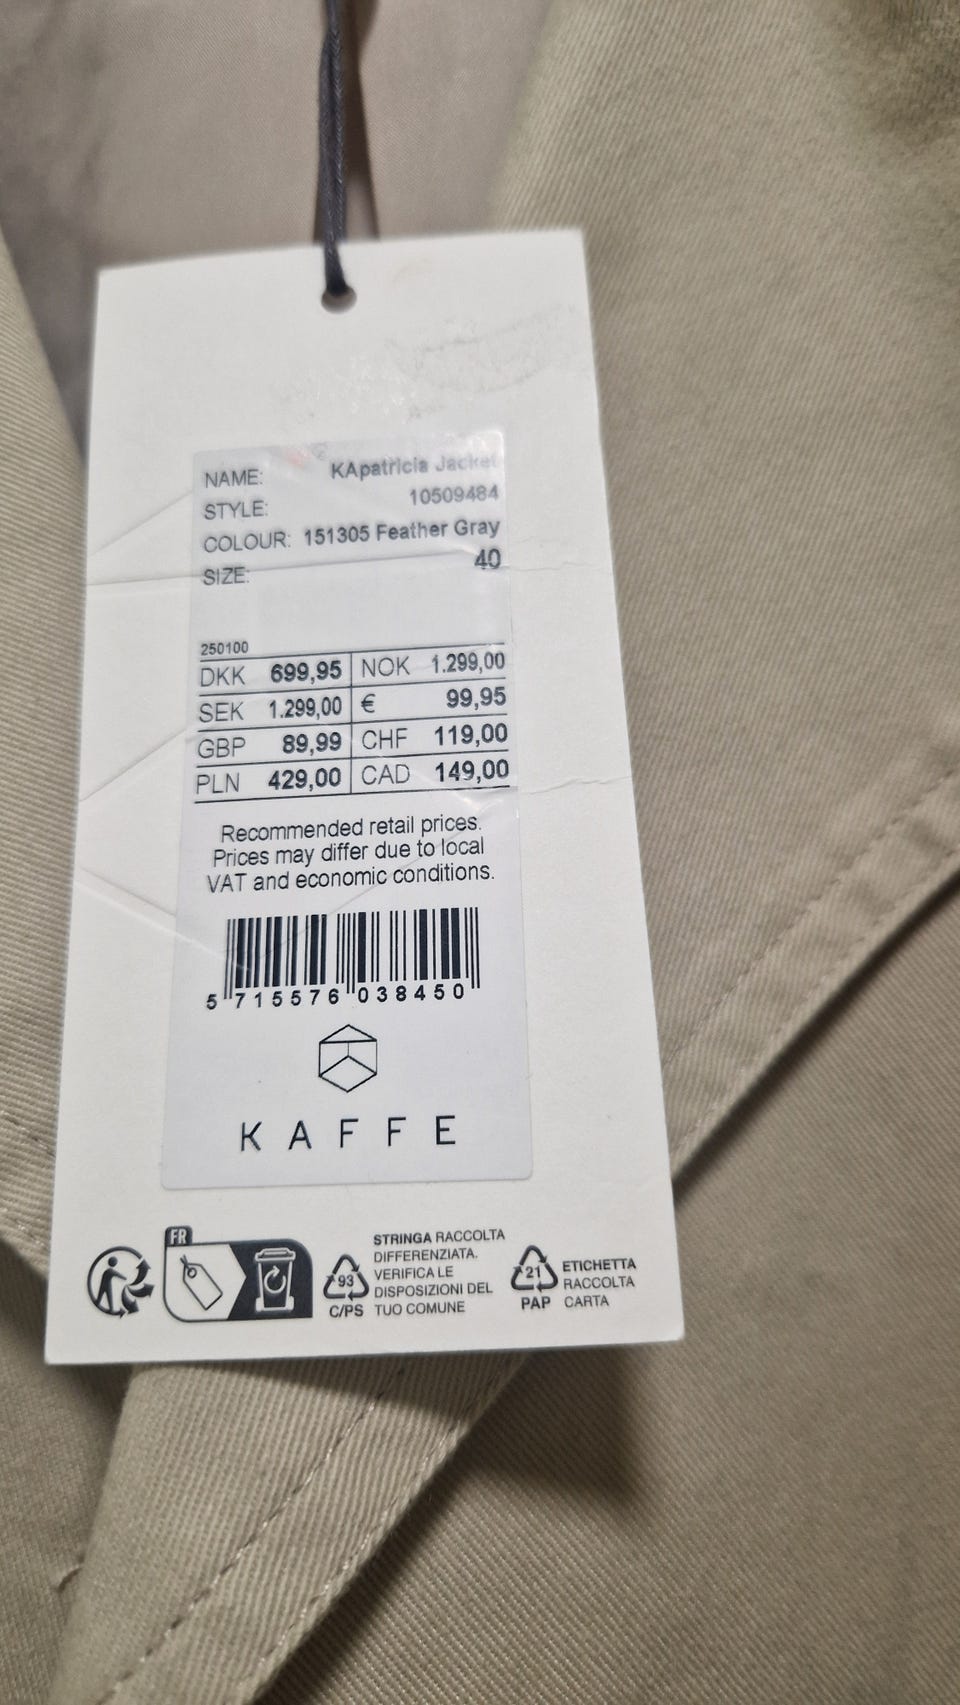 NAME: KApatricia Jacket
STYLE: 10509484
COLOUR: 151305 Feather Gray
SIZE: 40
250100
DKK 699,95 NOK 1.299,00
SEK 1.299,00 € 99,95
GBP 89,99 CHF 119,00
PLN 429,00 CAD 149,00
Recommended retail prices.
Prices may differ due to local
VAT and economic conditions.
5 715576 038450
KAFFE
FR
93
C/PS
STRINGA RACCOLTA
DIFFERENZIATA.
VERIFICA LE
DISPOSIZIONI DEL
TUO COMUNE
21
PAP
ETICHETTA
RACCOLTA
CARTA